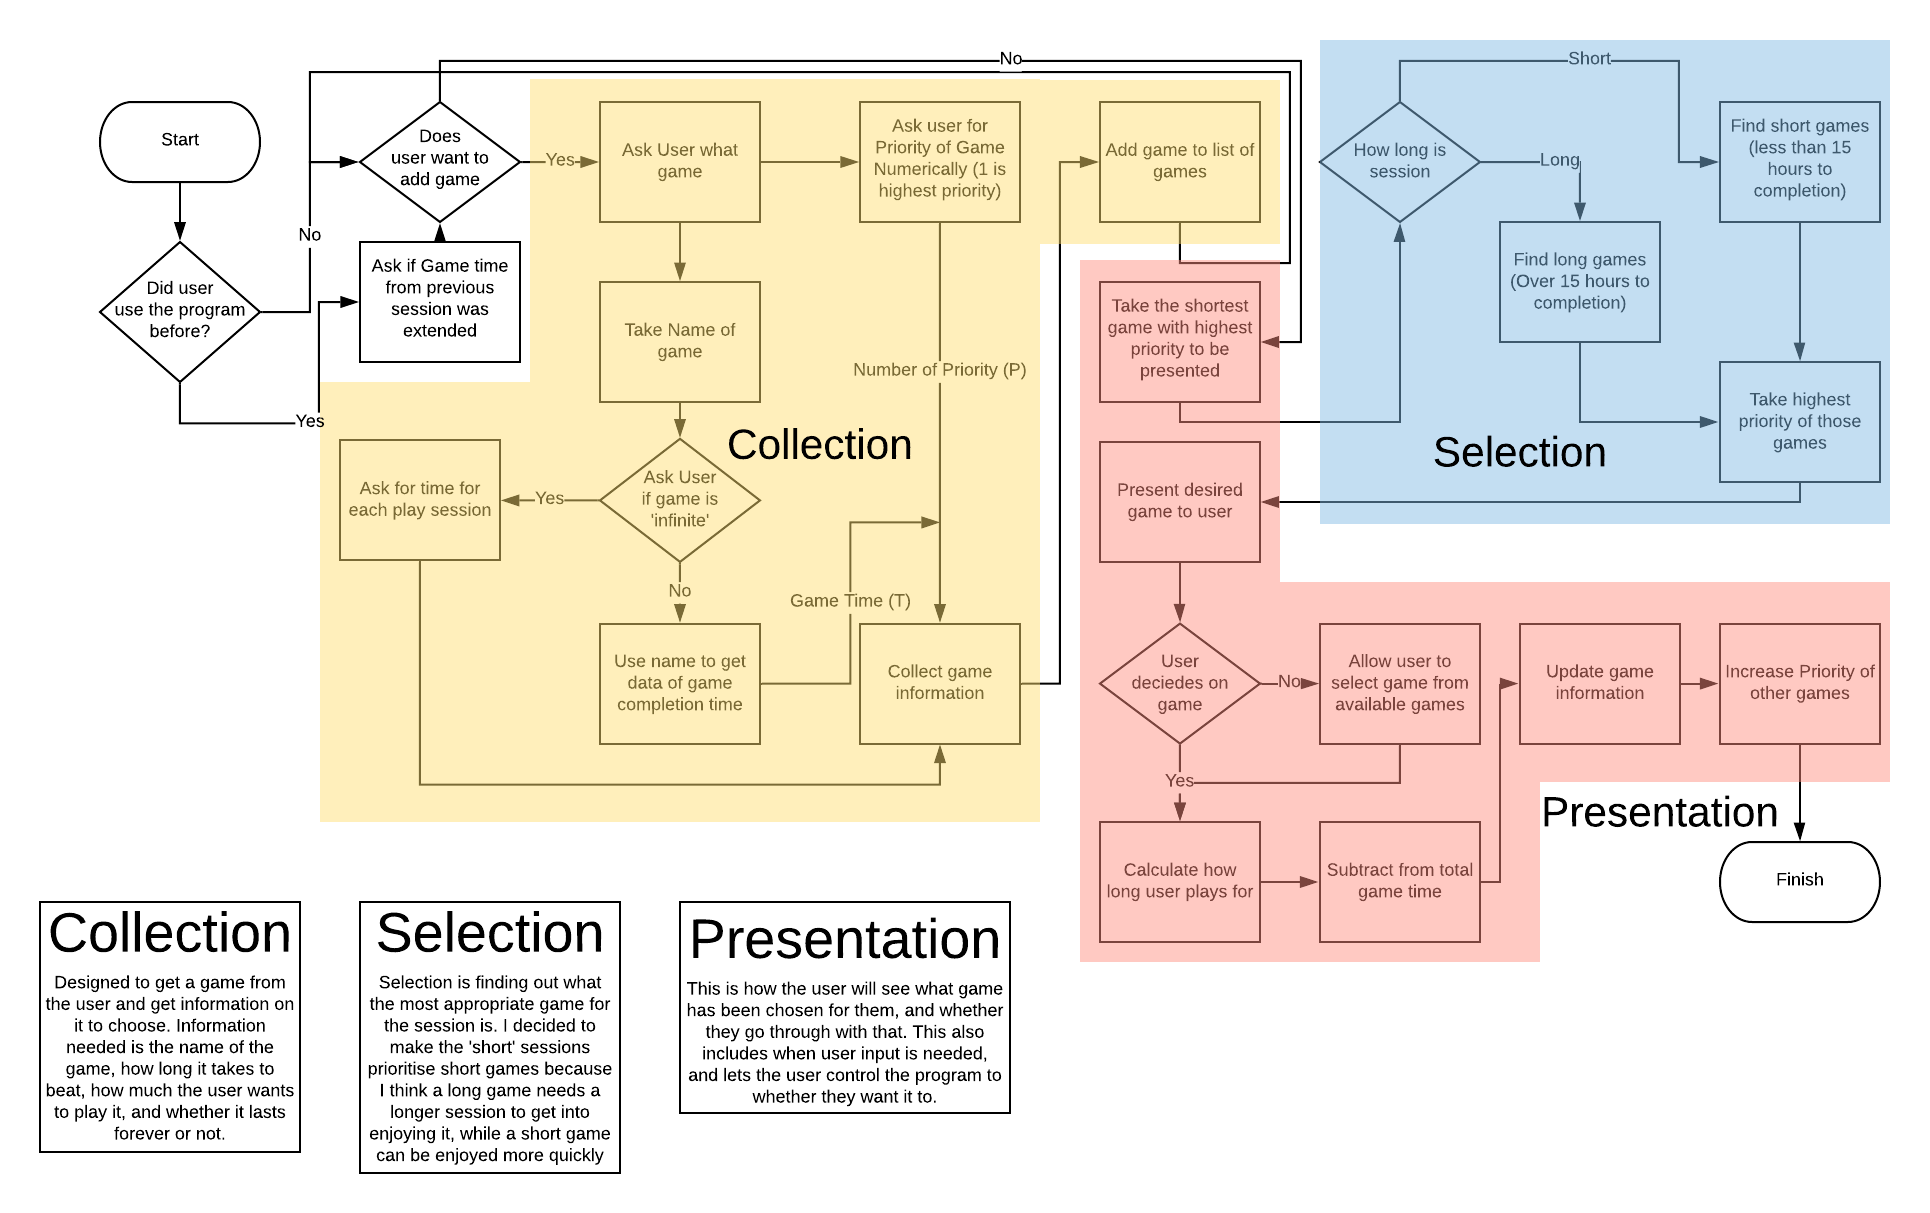 No
Short
Start
Does
user want to
add game
Yes
Ask User what
game
Ask user for
Priority of Game
Numerically (1 is
highest priority)
Add game to list of
games
How long is
session
Long
Find short games
(less than 15
hours to
completion)
No
Did user
use the program
before?
Ask if Game time
from previous
session was
extended
Yes
Take Name of
game
Number of Priority (P)
Take the shortest
game with highest
priority to be
presented
Find long games
(Over 15 hours to
completion)
Take highest
priority of those
games
Collection
Selection
Ask for time for
each play session
Yes
Ask User
if game is
'infinite'
Present desired
game to user
No
Game Time (T)
Use name to get
data of game
completion time
Collect game
information
User
deciedes on
game
No
Allow user to
select game from
available games
Update game
information
Increase Priority of
other games
Yes
Presentation
Calculate how
long user plays for
Subtract from total
game time
Finish
Collection
Designed to get a game from
the user and get information on
it to choose. Information
needed is the name of the
game, how long it takes to
beat, how much the user wants
to play it, and whether it lasts
forever or not.
Selection
Selection is finding out what
the most appropriate game for
the session is. I decided to
make the 'short' sessions
prioritise short games because
I think a long game needs a
longer session to get into
enjoying it, while a short game
can be enjoyed more quickly
Presentation
This is how the user will see what game
has been chosen for them, and whether
they go through with that. This also
includes when user input is needed,
and lets the user control the program to
whether they want it to.